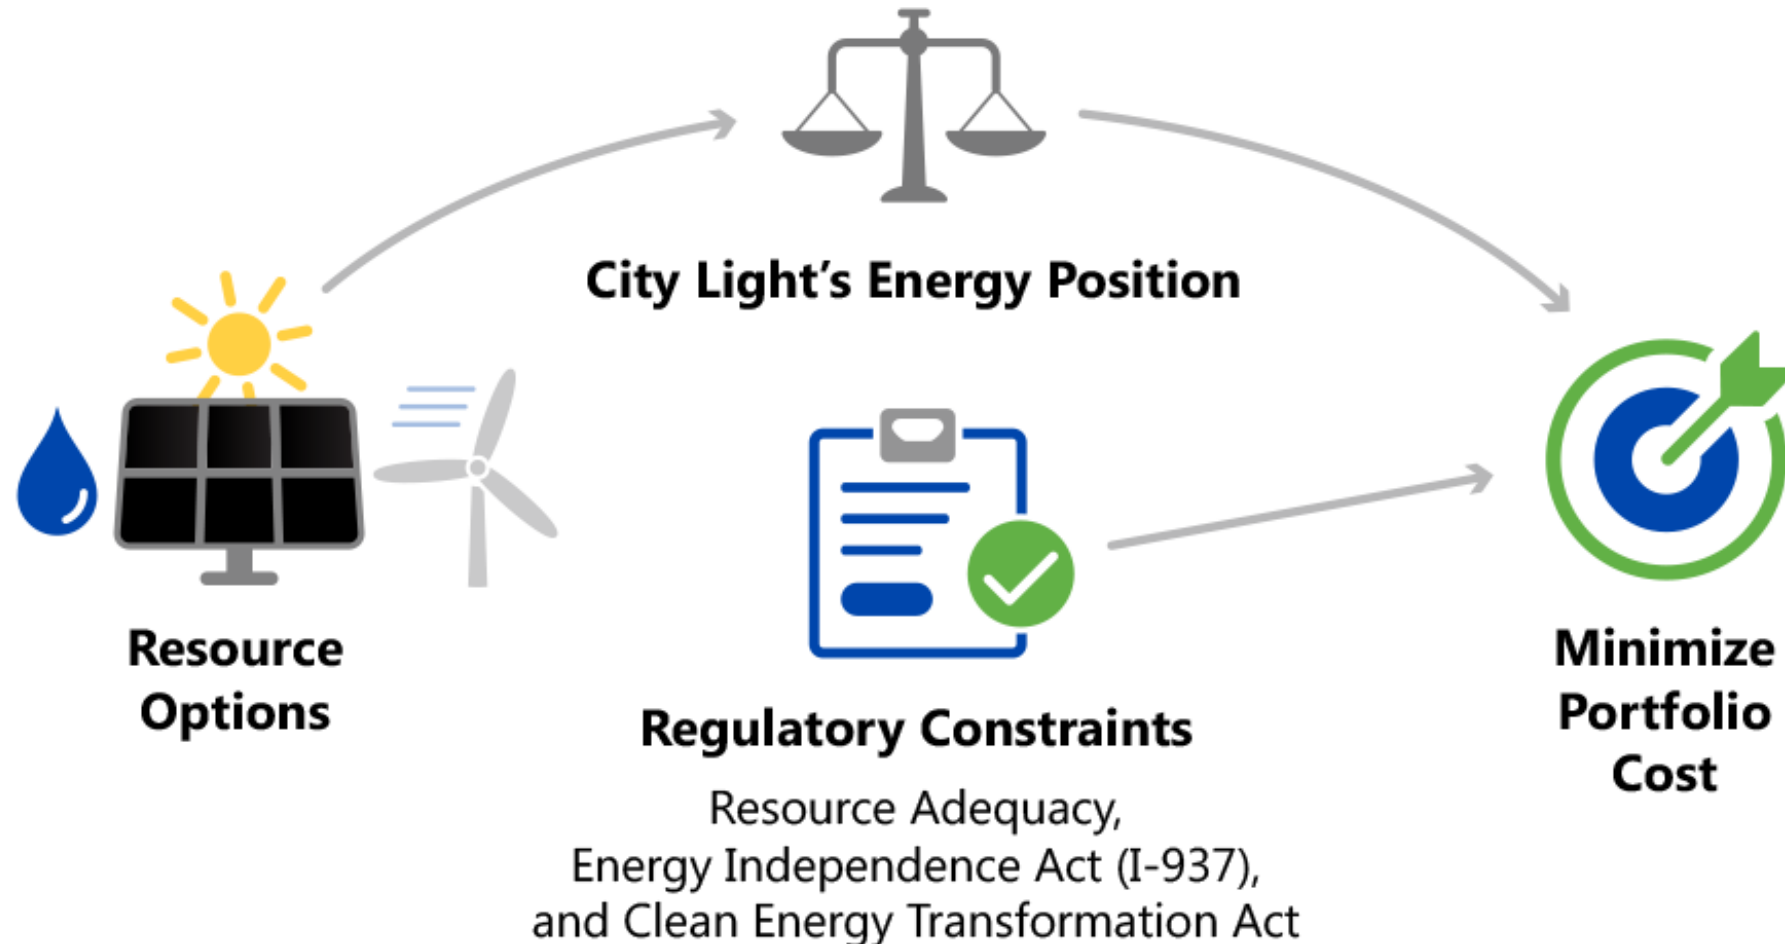 City Light’s Energy Position
Resource
Options
Regulatory Constraints
Resource Adequacy,
Energy Independence Act (I-937),
and Clean Energy Transformation Act
Minimize
Portfolio
Cost